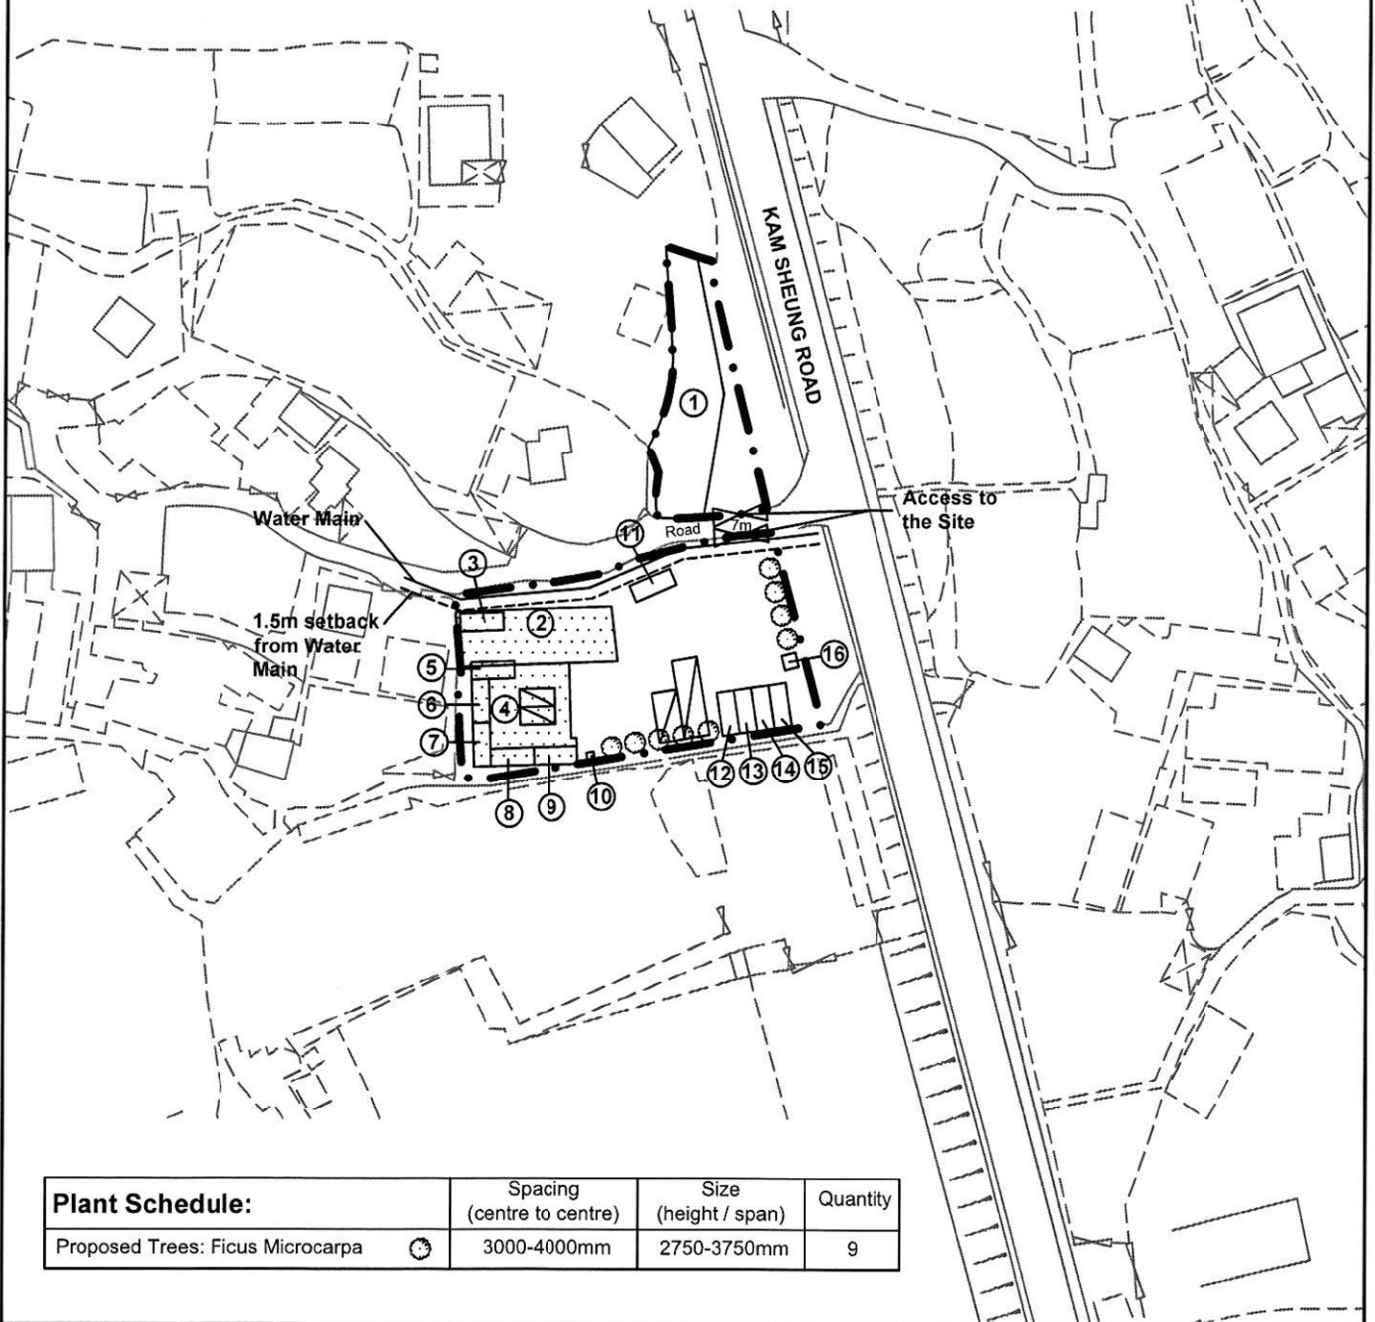 KAM SHEUNG ROAD
1
Access to
the Site
Water Main
11
Road
7m
3
2
1.5m setback
from Water
Main
5
16
6
4
7
12
13
14
15
10
8
9
Plant Schedule:
Spacing
(centre to centre)
Size
(height / span)
Quantity
Proposed Trees: Ficus Microcarpa
3000-4000mm
2750-3750mm
9